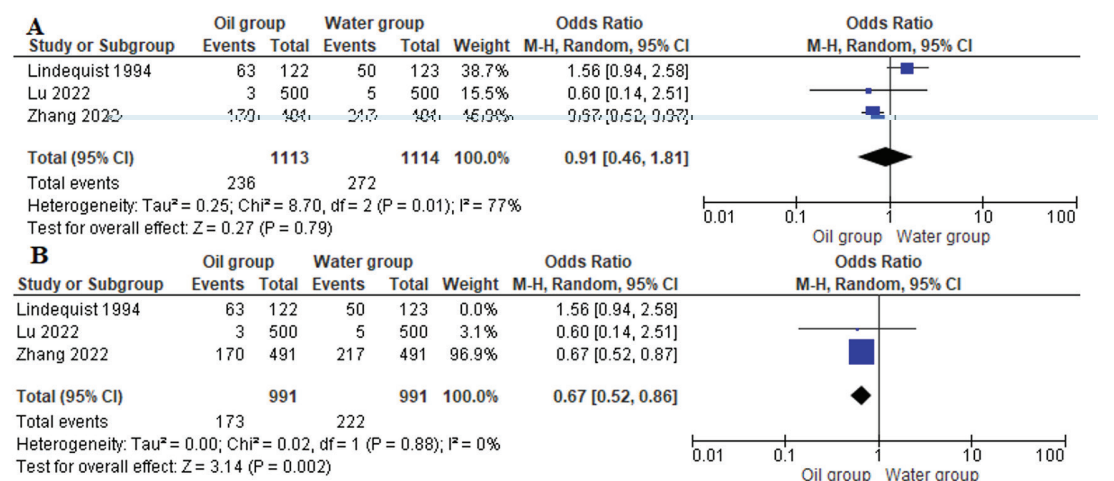 A
Oil group Water group Odds Ratio Odds Ratio
Study or Subgroup Events Total Events Total Weight M-H, Random, 95% CI M-H, Random, 95% CI
Lindequist 1994 63 122 50 123 38.7% 1.56 [0.94, 2.58]
Lu 2022 3 500 5 500 15.5% 0.60 [0.14, 2.51]
Zhang 2022
Total (95% CI) 1113 1114 100.0% 0.91 [0.46, 1.81]
Total events 236 272
Heterogeneity: Tau² = 0.25; Chi² = 8.70, df = 2 (P = 0.01); I² = 77%
Test for overall effect: Z = 0.27 (P = 0.79)
0.01 0.1 1 10 100
Oil group Water group
B
Oil group Water group Odds Ratio Odds Ratio
Study or Subgroup Events Total Events Total Weight M-H, Random, 95% CI M-H, Random, 95% CI
Lindequist 1994 63 122 50 123 0.0% 1.56 [0.94, 2.58]
Lu 2022 3 500 5 500 3.1% 0.60 [0.14, 2.51]
Zhang 2022 170 491 217 491 96.9% 0.67 [0.52, 0.87]
Total (95% CI) 991 991 100.0% 0.67 [0.52, 0.86]
Total events 173 222
Heterogeneity: Tau² = 0.00; Chi² = 0.02, df = 1 (P = 0.88); I² = 0%
Test for overall effect: Z = 3.14 (P = 0.002)
0.01 0.1 1 10 100
Oil group Water group